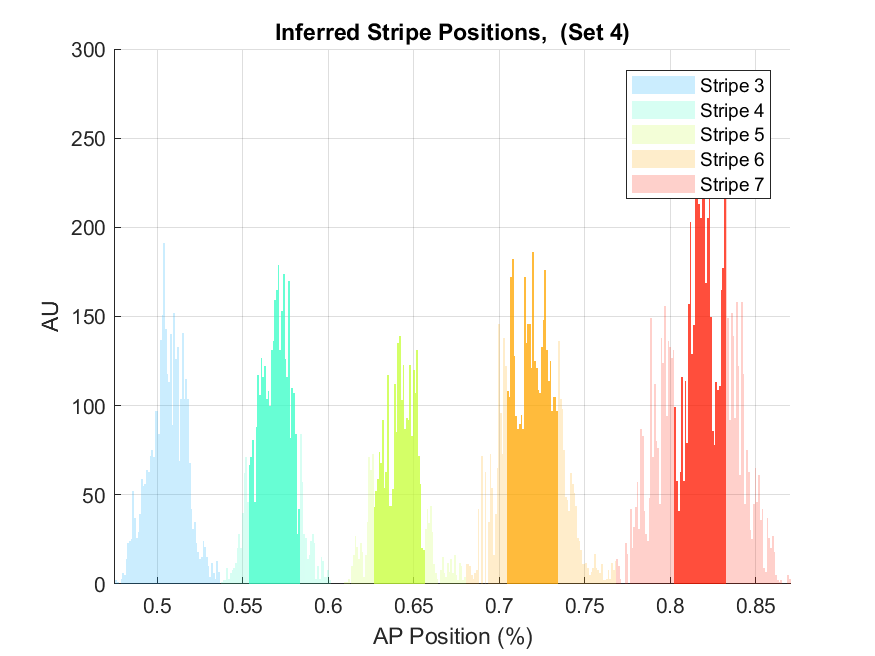 Inferred Stripe Positions,  (Set 4)
300
250
200
150
100
50
0
AU
Stripe 3
Stripe 4
Stripe 5
Stripe 6
Stripe 7
0.5 0.55 0.6 0.65 0.7 0.75 0.8 0.85
AP Position (%)